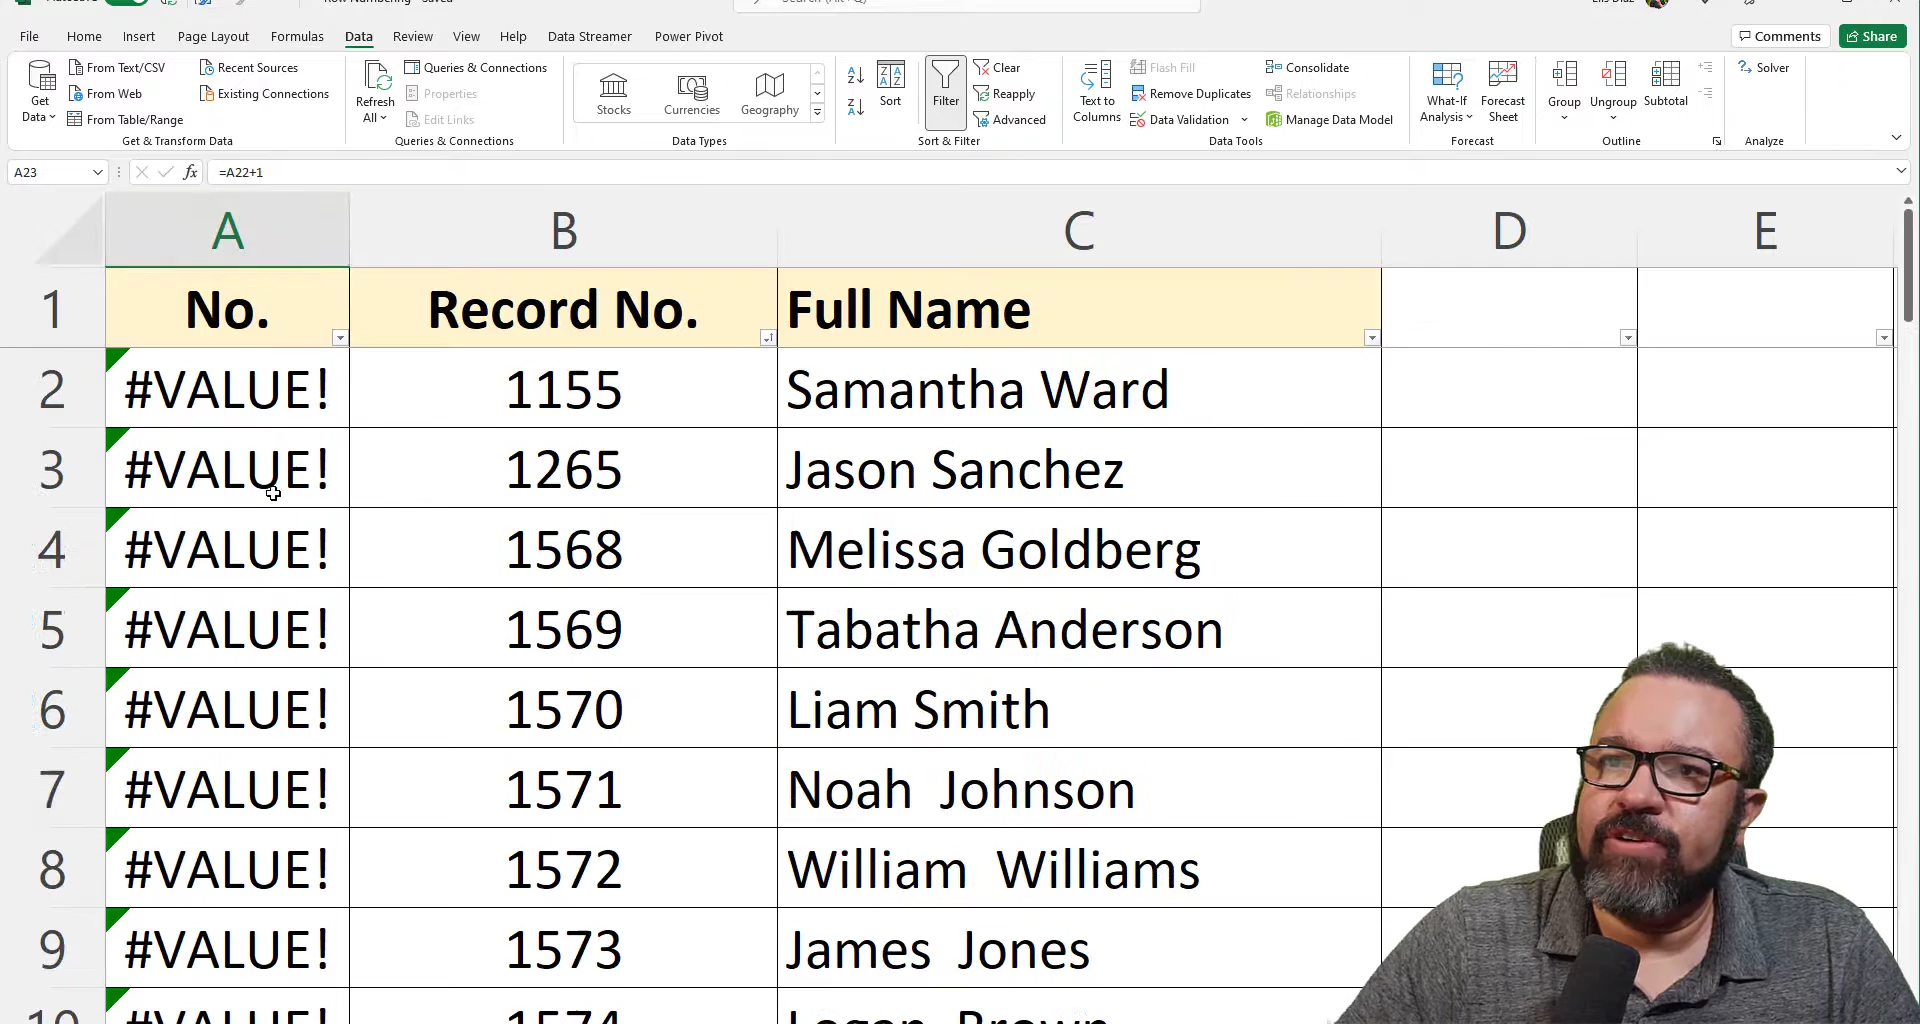 File Home Insert Page Layout Formulas Data Review View Help Data Streamer Power Pivot Comments Share
Get Data From Text/CSV From Web From Table/Range Recent Sources Existing Connections
Get & Transform Data
Refresh All Queries & Connections Properties Edit Links
Queries & Connections
Stocks Currencies Geography
Data Types
Sort Filter Clear Reapply Advanced
Sort & Filter
Text to Columns Flash Fill Remove Duplicates Data Validation Consolidate Relationships Manage Data Model
Data Tools
What-If Analysis Forecast Sheet
Forecast
Group Ungroup Subtotal
Outline
Solver
Analyze
A23 fx =A22+1
A B C D E
1 No. Record No. Full Name
2 #VALUE! 1155 Samantha Ward
3 #VALUE! 1265 Jason Sanchez
4 #VALUE! 1568 Melissa Goldberg
5 #VALUE! 1569 Tabatha Anderson
6 #VALUE! 1570 Liam Smith
7 #VALUE! 1571 Noah Johnson
8 #VALUE! 1572 William Williams
9 #VALUE! 1573 James Jones
10 #VALUE! 1574 Logan Brown